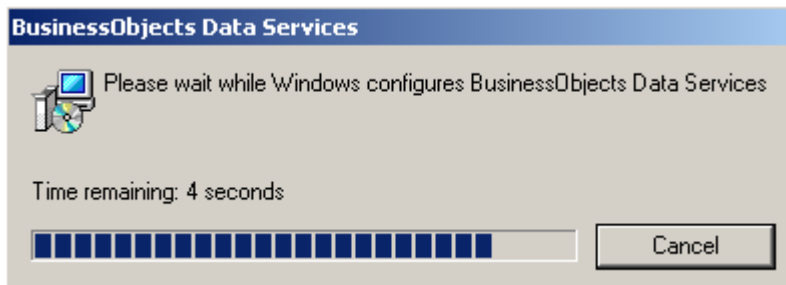 BusinessObjects Data Services
Please wait while Windows configures BusinessObjects Data Services
Time remaining: 4 seconds
Cancel